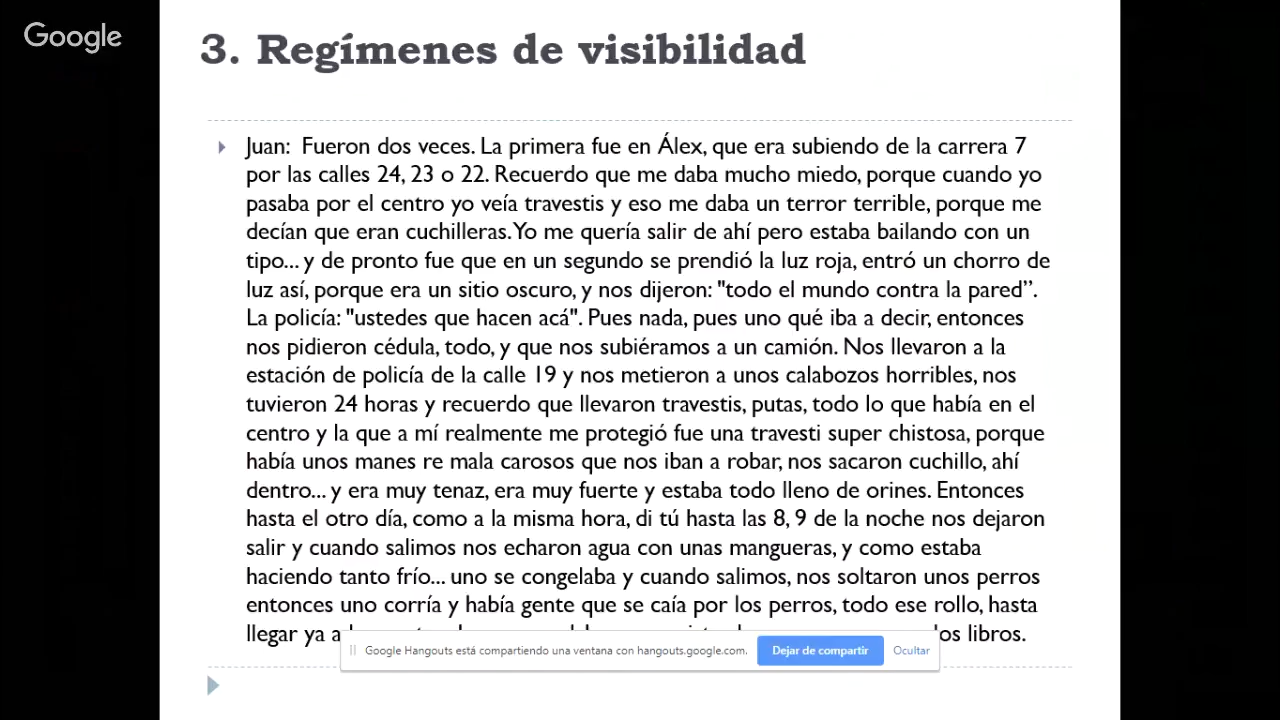 Google
3. Regímenes de visibilidad
Juan: Fueron dos veces. La primera fue en Álex, que era subiendo de la carrera 7
por las calles 24, 23 o 22. Recuerdo que me daba mucho miedo, porque cuando yo
pasaba por el centro yo veía travestis y eso me daba un terror terrible, porque me
decían que eran cuchilleras. Yo me quería salir de ahí pero estaba bailando con un
tipo... y de pronto fue que en un segundo se prendió la luz roja, entró un chorro de
luz así, porque era un sitio oscuro, y nos dijeron: "todo el mundo contra la pared”.
La policía: "ustedes que hacen acá". Pues nada, pues uno qué iba a decir, entonces
nos pidieron cédula, todo, y que nos subiéramos a un camión. Nos llevaron a la
estación de policía de la calle 19 y nos metieron a unos calabozos horribles, nos
tuvieron 24 horas y recuerdo que llevaron travestis, putas, todo lo que había en el
centro y la que a mí realmente me protegió fue una travesti super chistosa, porque
había unos manes re mala carosos que nos iban a robar, nos sacaron cuchillo, ahí
dentro... y era muy tenaz, era muy fuerte y estaba todo lleno de orines. Entonces
hasta el otro día, como a la misma hora, di tú hasta las 8, 9 de la noche nos dejaron
salir y cuando salimos nos echaron agua con unas mangueras, y como estaba
haciendo tanto frío... uno se congelaba y cuando salimos, nos soltaron unos perros
entonces uno corría y había gente que se caía por los perros, todo ese rollo, hasta
llegar ya a los libros.
Google Hangouts está compartiendo una ventana con hangouts.google.com. Dejar de compartir Ocultar